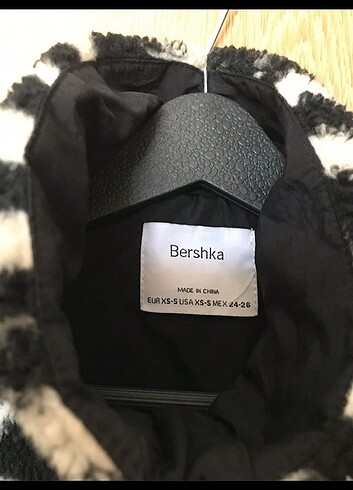 Bershka
MADE IN CHINA
EUR XS-S USA XS-S MEX 24-26